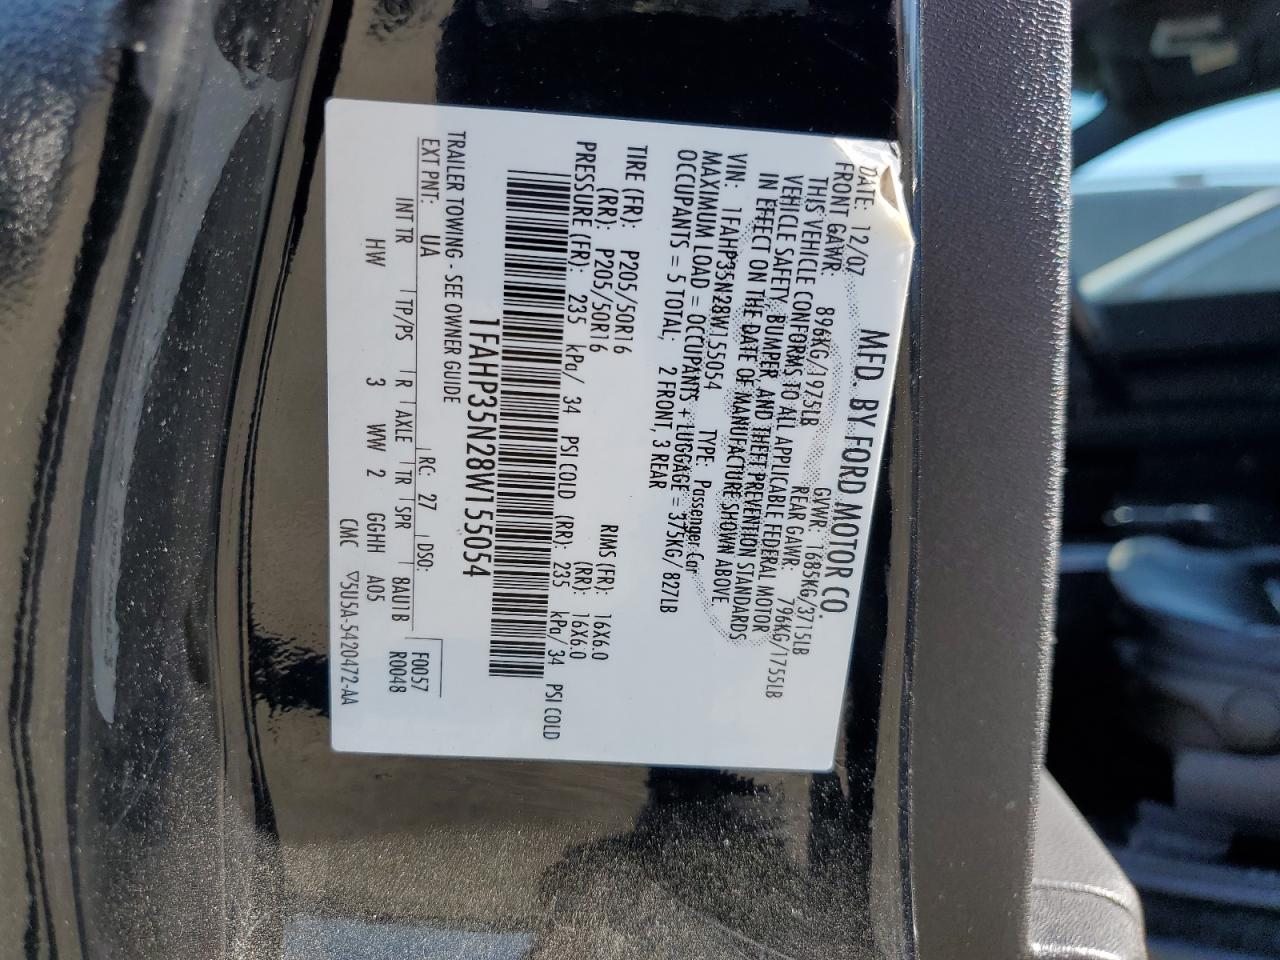 MFD. BY FORD MOTOR CO.
DATE: 12/07 GVWR: 1685KG/3715LB
FRONT GAWR: 896KG/1975LB REAR GAWR: 796KG/1755LB
THIS VEHICLE CONFORMS TO ALL APPLICABLE FEDERAL MOTOR
VEHICLE SAFETY, BUMPER, AND THEFT PREVENTION STANDARDS
IN EFFECT ON THE DATE OF MANUFACTURE SHOWN ABOVE
VIN: 1FAHP35N28W155054 TYPE: Passenger Car
MAXIMUM LOAD = OCCUPANTS + LUGGAGE = 375KG/827LB
OCCUPANTS = 5 TOTAL, 2 FRONT, 3 REAR
TIRE (FR): P205/50R16 RIMS (FR): 16X6.0
(RR): P205/50R16 (RR): 16X6.0
PRESSURE (FR): 235 kPa/ 34 PSI COLD (RR): 235 kPa/ 34 PSI COLD
1FAHP35N28W155054
TRAILER TOWING - SEE OWNER GUIDE
EXT PNT: UA RC: 27 DSO: F0057
INT TR TP/PS R AXLE TR SPR 8AU11B R0048
HW 3 WW 2 GGHH A05
CMC ▽5U5A-5420472-AA